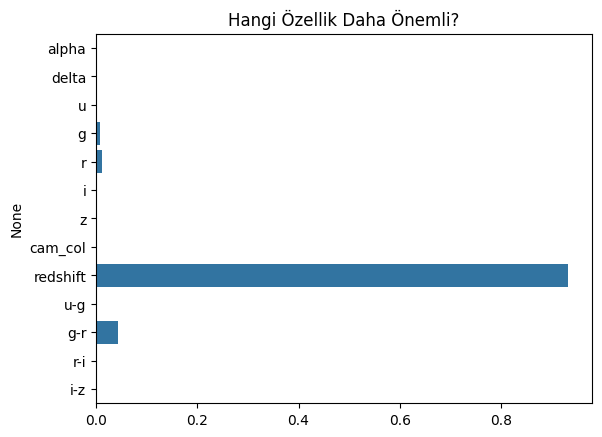 Hangi Özellik Daha Önemli?
None
alpha
delta
u
g
r
i
z
cam_col
redshift
u-g
g-r
r-i
i-z
0.0 0.2 0.4 0.6 0.8